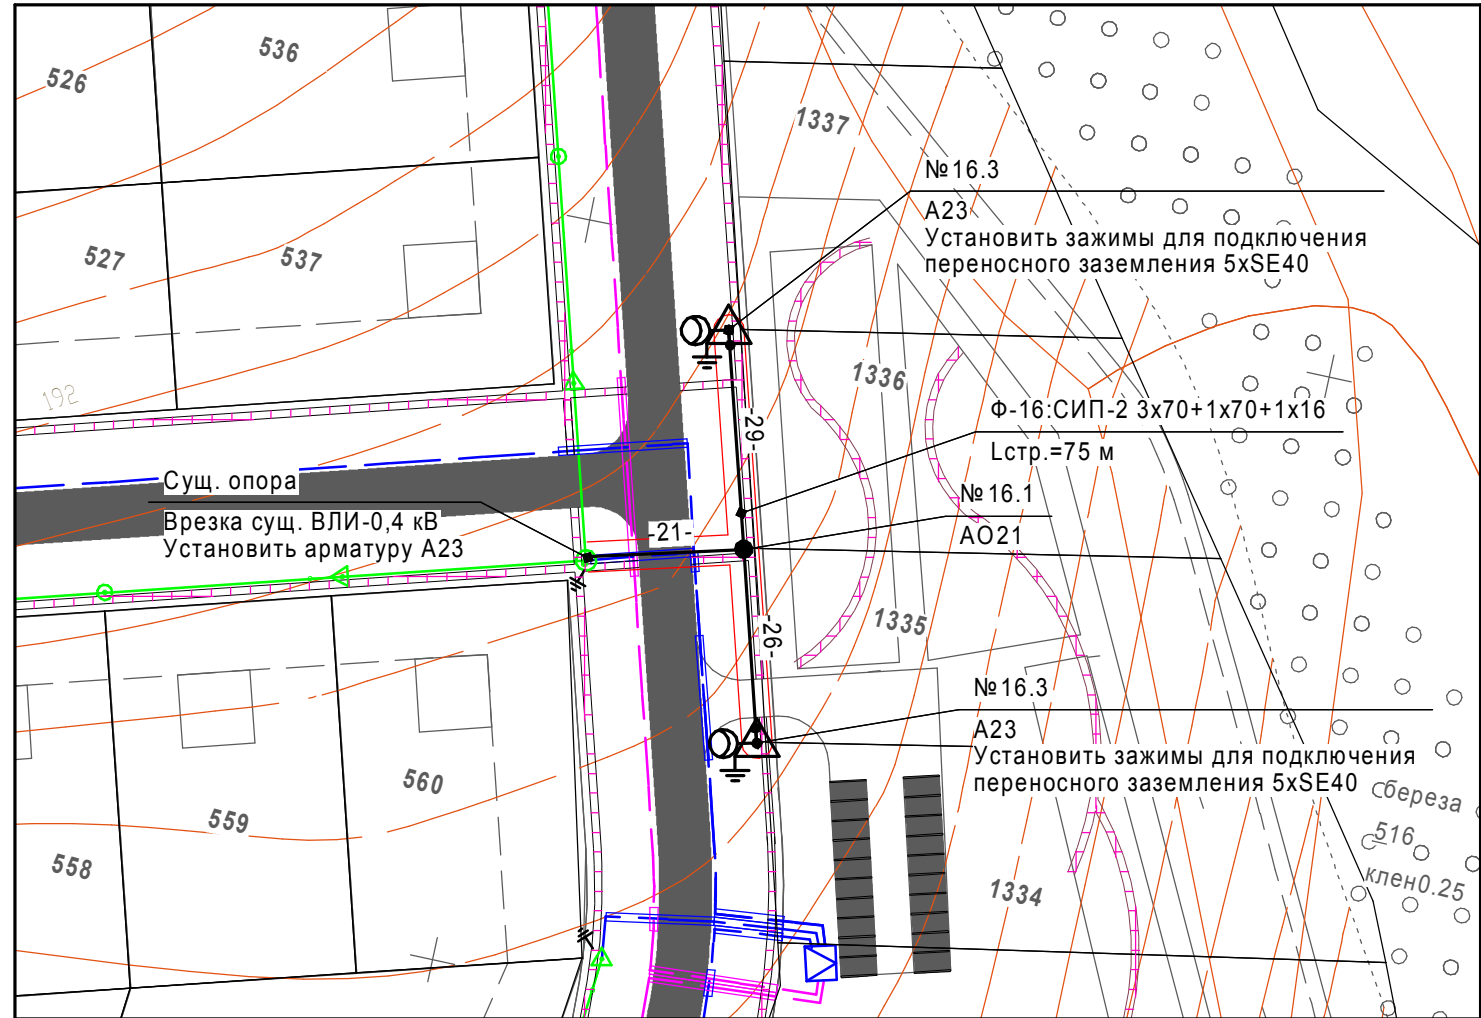 536
526
1337
№16.3
А23
Установить зажимы для подключения
переносного заземления 5xSE40
527
537
1336
192
-29-
Ф-16:СИП-2 3х70+1х70+1х16
Lстр.=75 м
Сущ. опора
Врезка сущ. ВЛИ-0,4 кВ
Установить арматуру А23
-21-
№16.1
АО21
1335
-26-
№16.3
А23
Установить зажимы для подключения
переносного заземления 5xSE40
560
559
558
береза
516
клен0.25
1334